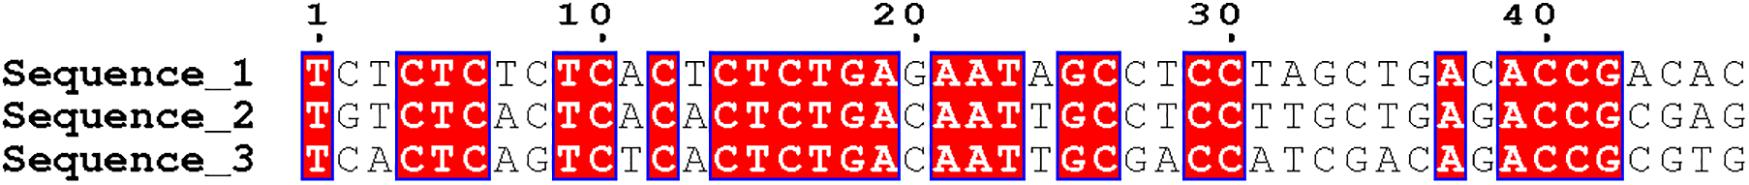 1 10 20 30 40
Sequence_1 TCTCTCTCTCACTCTCTGAGAATAGCCTCCTAGCTGACACCGACAC
Sequence_2 TGTCTCACTCACACTCTGACAATTGCCTCCTTGCTGAGACCGCGAG
Sequence_3 TCACTCAGTCTCACTCTGACAATTGCGACCATCGACAGACCGCGTG